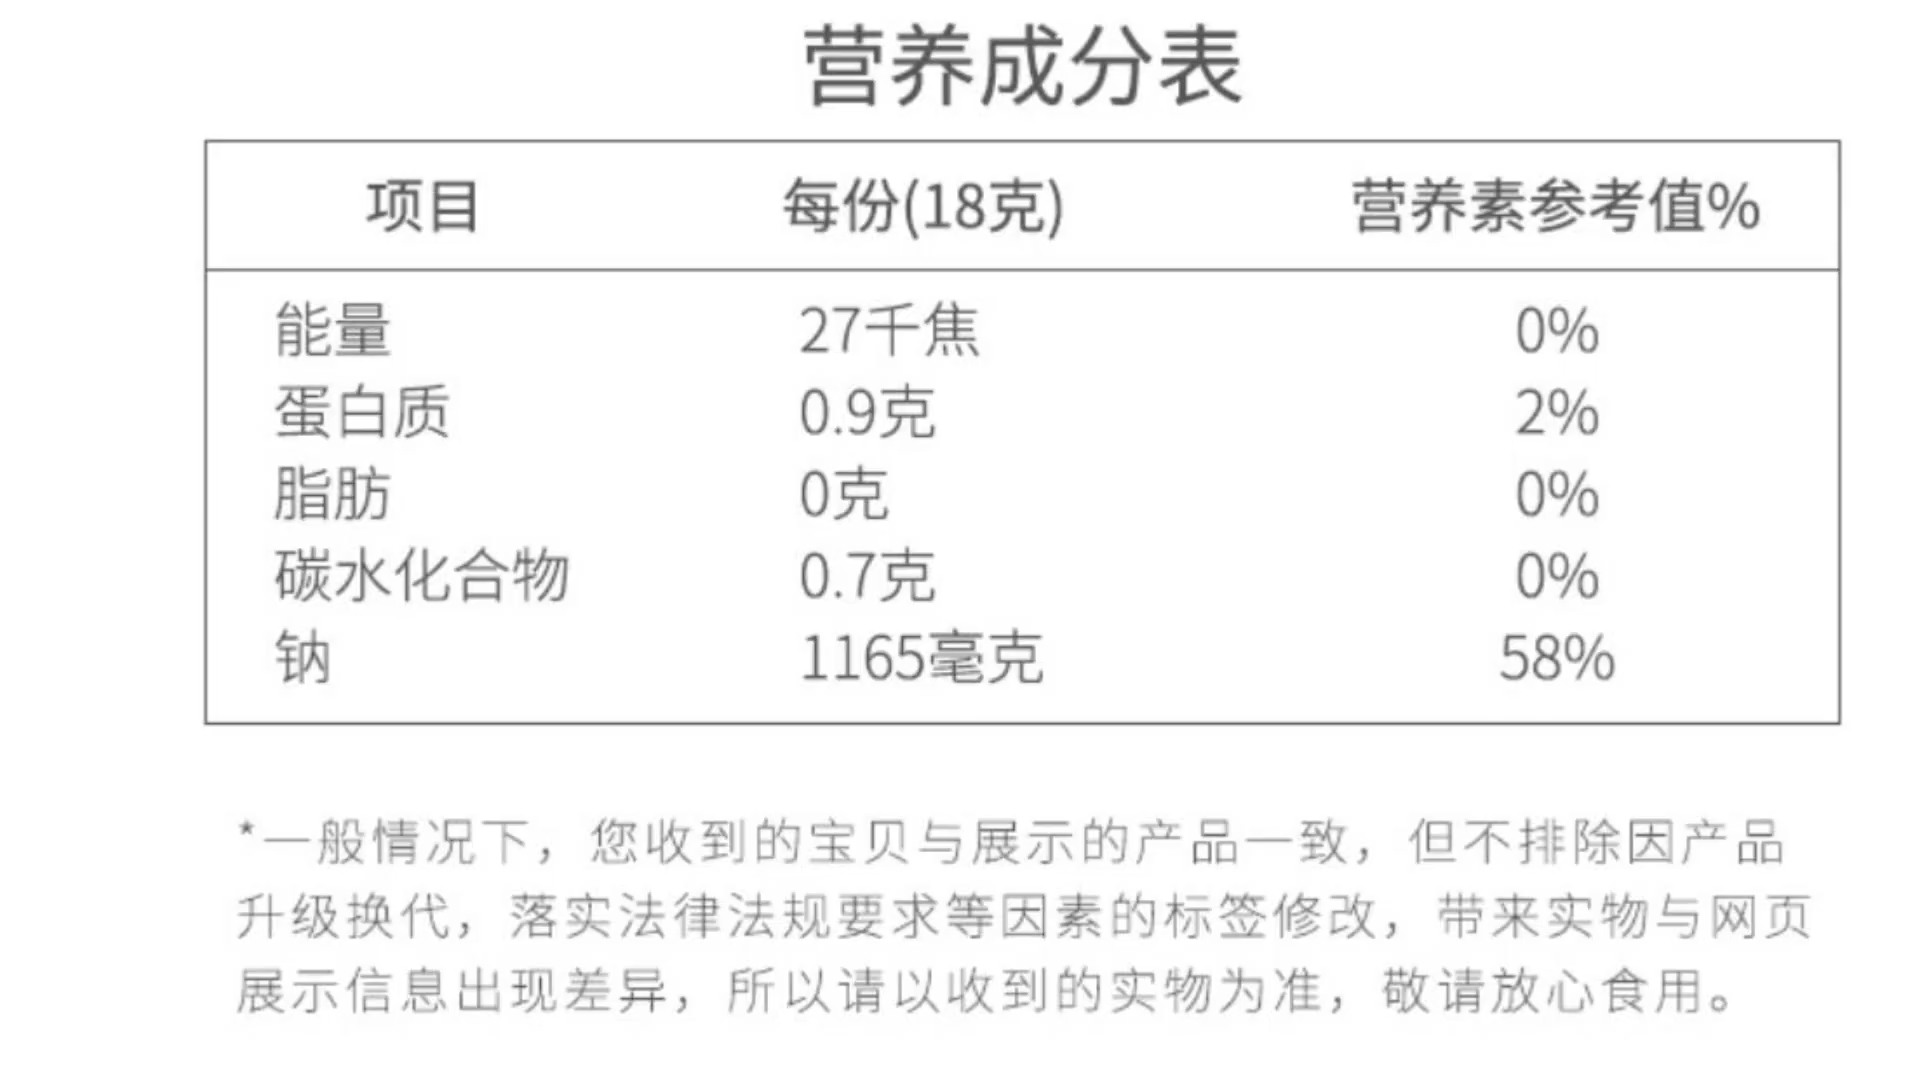 营养成分表
项目 每份(18克) 营养素参考值%
能量 27千焦 0%
蛋白质 0.9克 2%
脂肪 0克 0%
碳水化合物 0.7克 0%
钠 1165毫克 58%
*一般情况下，您收到的宝贝与展示的产品一致，但不排除因产品
升级换代，落实法律法规要求等因素的标签修改，带来实物与网页
展示信息出现差异，所以请以收到的实物为准，敬请放心食用。